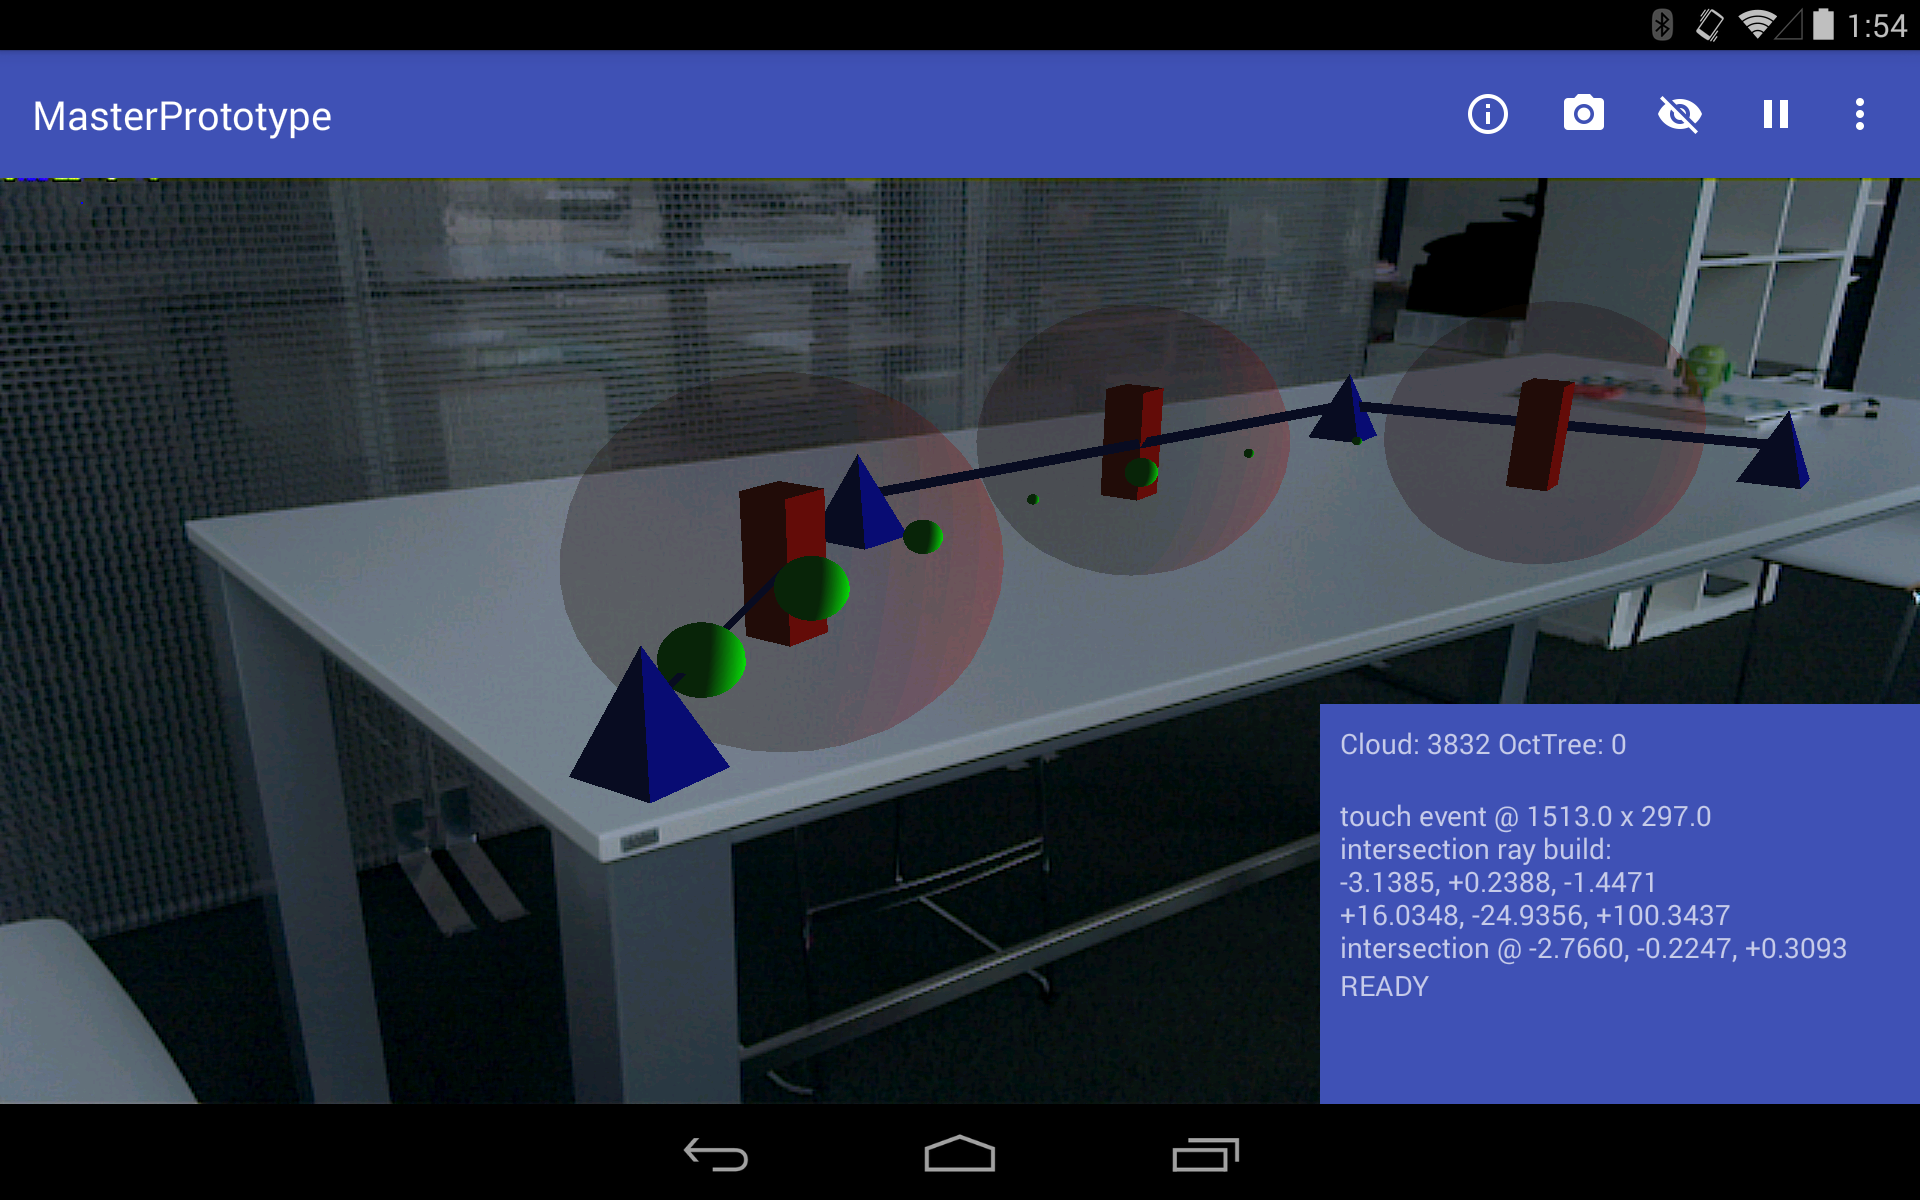 1:54
MasterPrototype
Cloud: 3832 OctTree: 0
touch event @ 1513.0 x 297.0
intersection ray build:
-3.1385, +0.2388, -1.4471
+16.0348, -24.9356, +100.3437
intersection @ -2.7660, -0.2247, +0.3093
READY